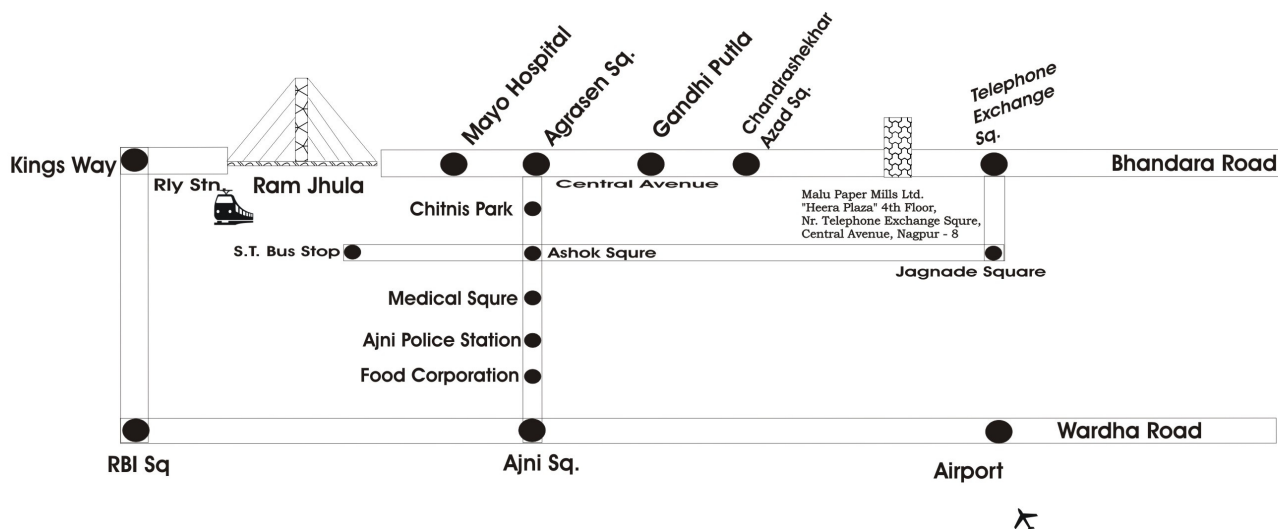 Mayo Hospital
Agrasen Sq.
Gandhi Putla
Chandrashekhar
Azad Sq.
Telephone
Exchange
Sq.
Kings Way
Rly Stn.
Ram Jhula
Central Avenue
Bhandara Road
Malu Paper Mills Ltd.
"Heera Plaza" 4th Floor,
Nr. Telephone Exchange Squre,
Central Avenue, Nagpur - 8
Chitnis Park
S.T. Bus Stop
Ashok Squre
Jagnade Square
Medical Squre
Ajni Police Station
Food Corporation
Wardha Road
RBI Sq
Ajni Sq.
Airport